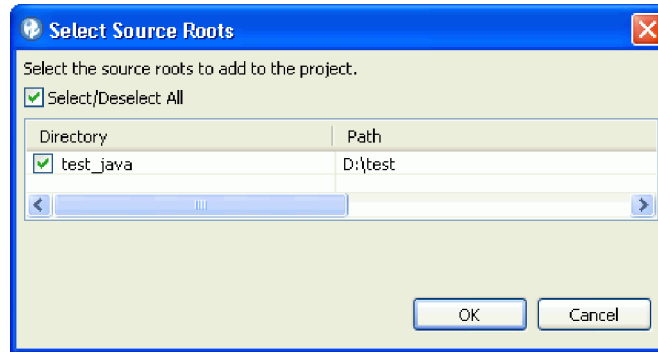 Select Source Roots
Select the source roots to add to the project.
Select/Deselect All
Directory Path
test_java D:\test
OK Cancel